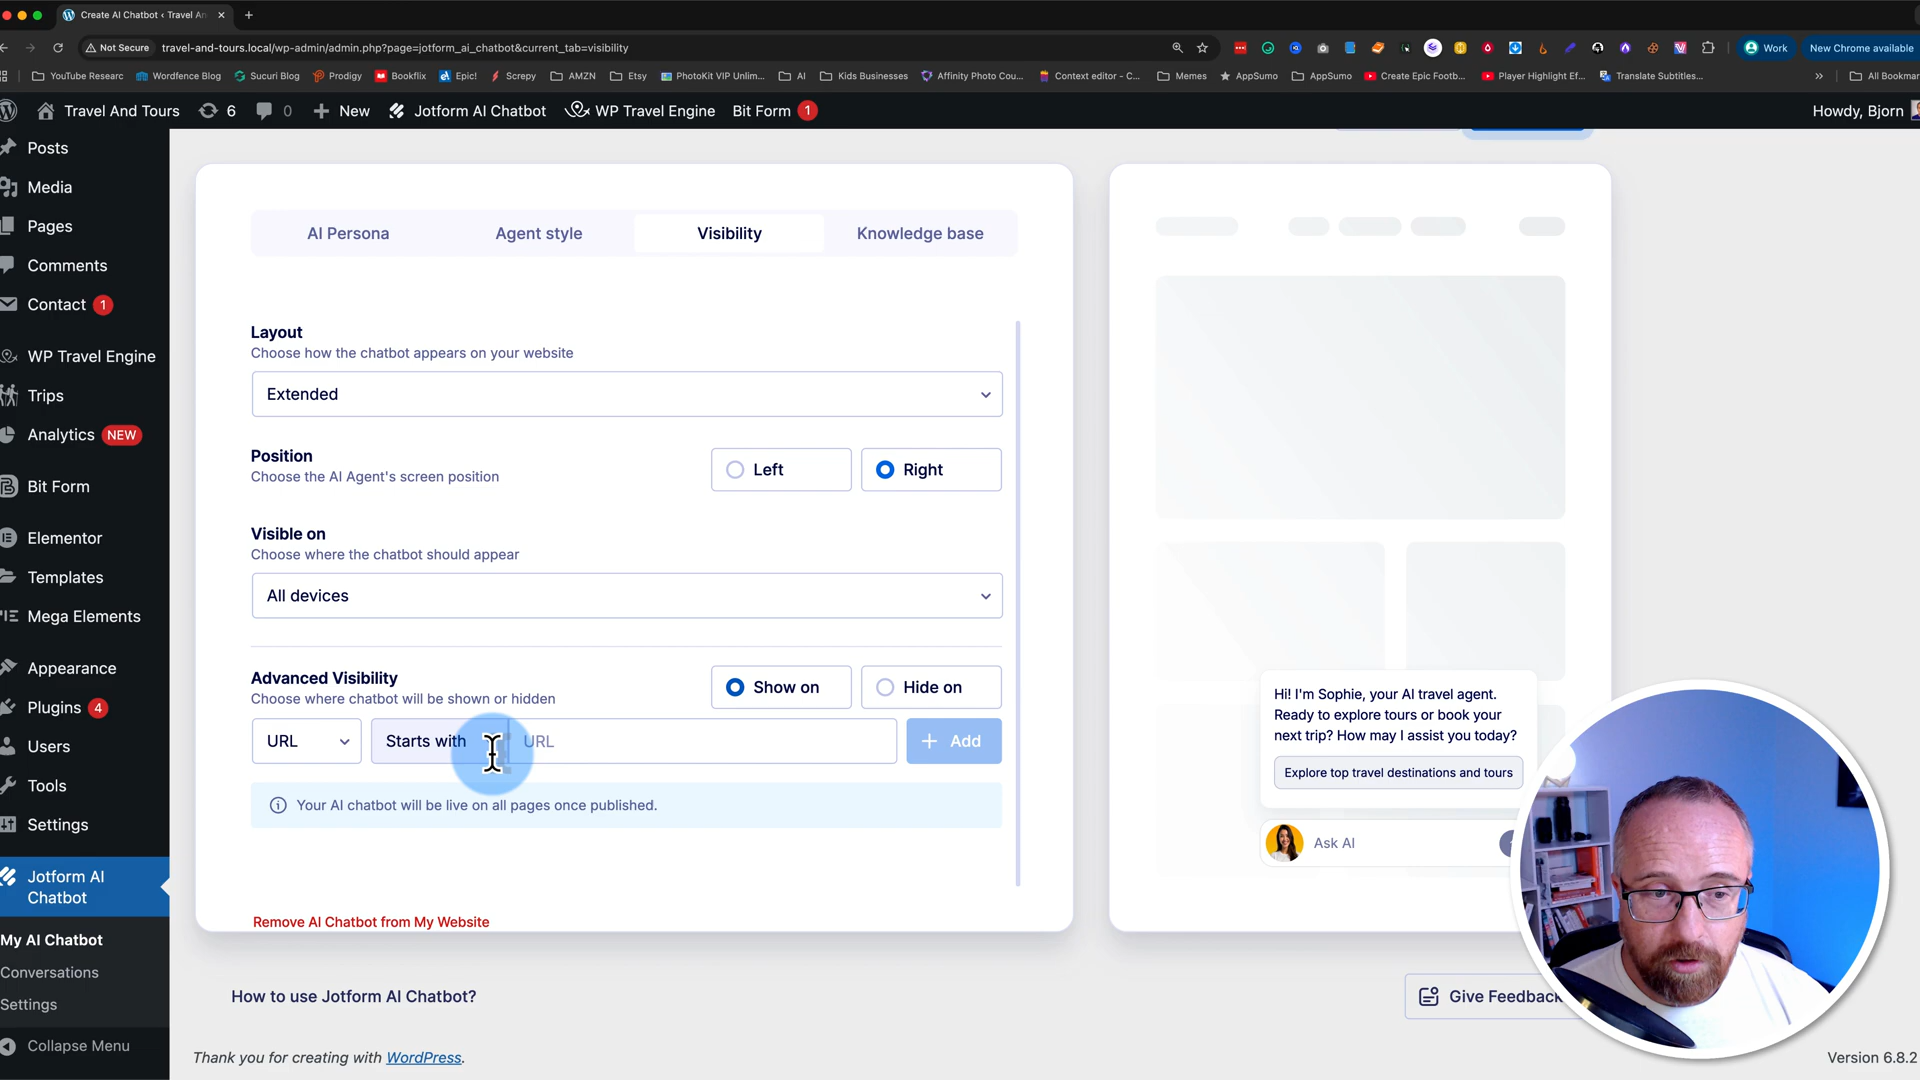 Create AI Chatbot ‹ Travel An
Not Secure
travel-and-tours.local/wp-admin/admin.php?page=jotform_ai_chatbot&current_tab=visibility
Work
New Chrome available
YouTube Researc
Wordfence Blog
Sucuri Blog
Prodigy
Bookflix
Epic!
Screpy
AMZN
Etsy
PhotoKit VIP Unlim...
AI
Kids Businesses
Affinity Photo Cou...
Context editor - C...
Memes
AppSumo
AppSumo
Create Epic Footb...
Player Highlight Ef...
Translate Subtitles...
»
All Bookmar
Travel And Tours
6
0
New
Jotform AI Chatbot
WP Travel Engine
Bit Form 1
Howdy, Bjorn
Posts
Media
Pages
Comments
Contact 1
WP Travel Engine
Trips
Analytics NEW
Bit Form
Elementor
Templates
Mega Elements
Appearance
Plugins 4
Users
Tools
Settings
Jotform AI
Chatbot
My AI Chatbot
Conversations
Settings
Collapse Menu
AI Persona
Agent style
Visibility
Knowledge base
Layout
Choose how the chatbot appears on your website
Extended
Position
Choose the AI Agent's screen position
Left
Right
Visible on
Choose where the chatbot should appear
All devices
Advanced Visibility
Choose where chatbot will be shown or hidden
Show on
Hide on
URL
Starts with
URL
+ Add
Your AI chatbot will be live on all pages once published.
Remove AI Chatbot from My Website
Hi! I'm Sophie, your AI travel agent.
Ready to explore tours or book your
next trip? How may I assist you today?
Explore top travel destinations and tours
Ask AI
How to use Jotform AI Chatbot?
Give Feedback
Thank you for creating with WordPress.
Version 6.8.2